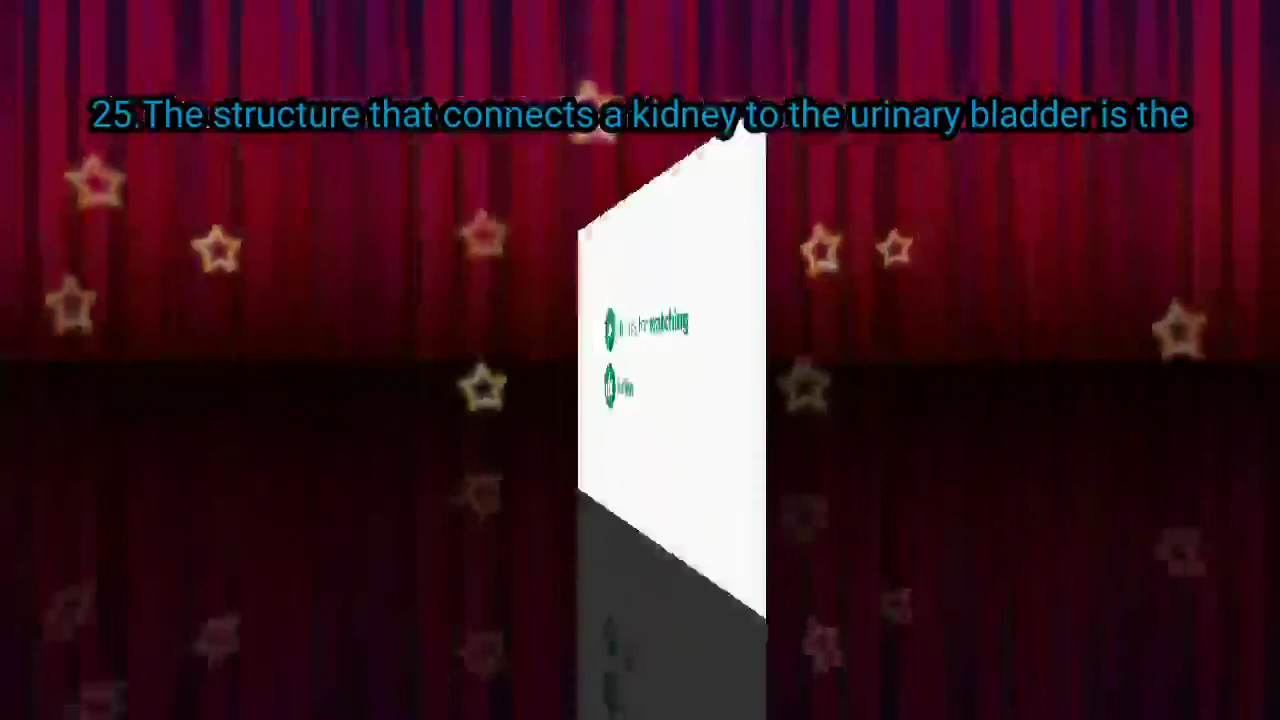 25.The structure that connects a kidney to the urinary bladder is the
watching